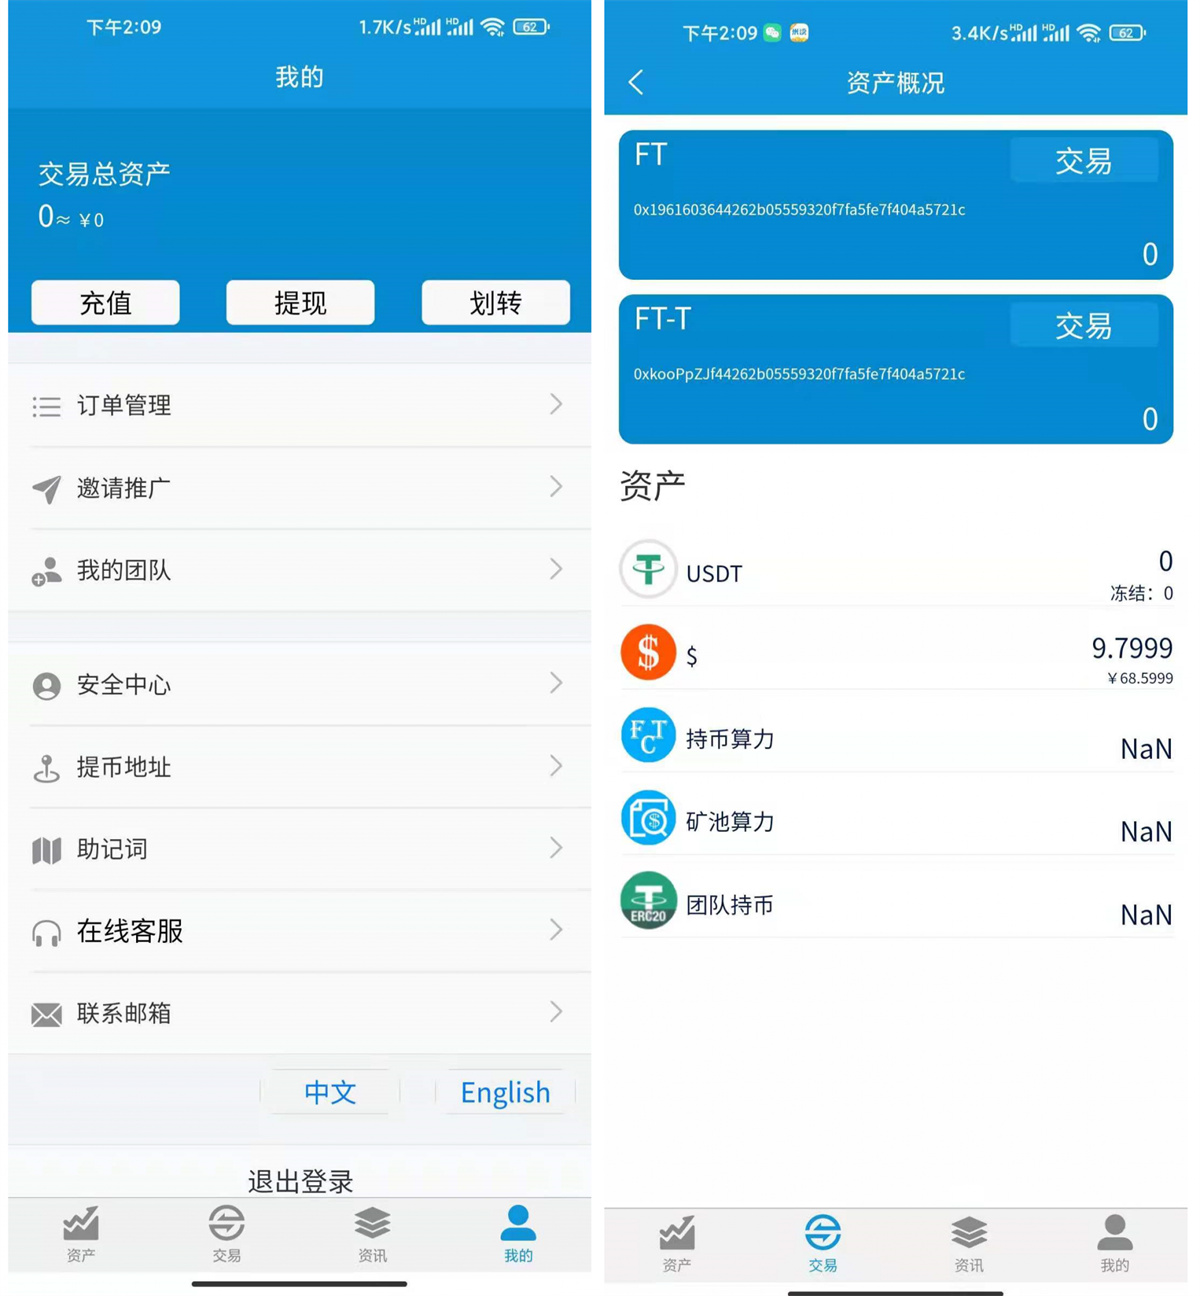 下午2:09
1.7K/s HD HD 62
我的
交易总资产
0≈ ¥0
充值 提现 划转
订单管理
邀请推广
我的团队
安全中心
提币地址
助记词
在线客服
联系邮箱
中文 English
退出登录
资产 交易 资讯 我的
下午2:09
3.4K/s HD HD 62
资产概况
FT 交易
0x1961603644262b05559320f7fa5fe7f404a5721c
0
FT-T 交易
0xkooPpZJf44262b05559320f7fa5fe7f404a5721c
0
资产
USDT 0
冻结：0
$ $ 9.7999
¥68.5999
FTC 持币算力 NaN
$ 矿池算力 NaN
ERC20 团队持币 NaN
资产 交易 资讯 我的